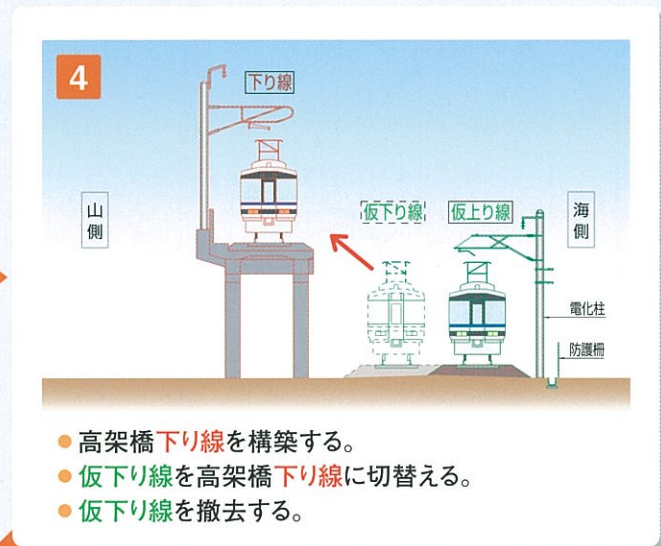 4
下り線
山側
仮下り線
仮上り線
海側
電化柱
防護柵
● 高架橋下り線を構築する。
● 仮下り線を高架橋下り線に切替える。
● 仮下り線を撤去する。